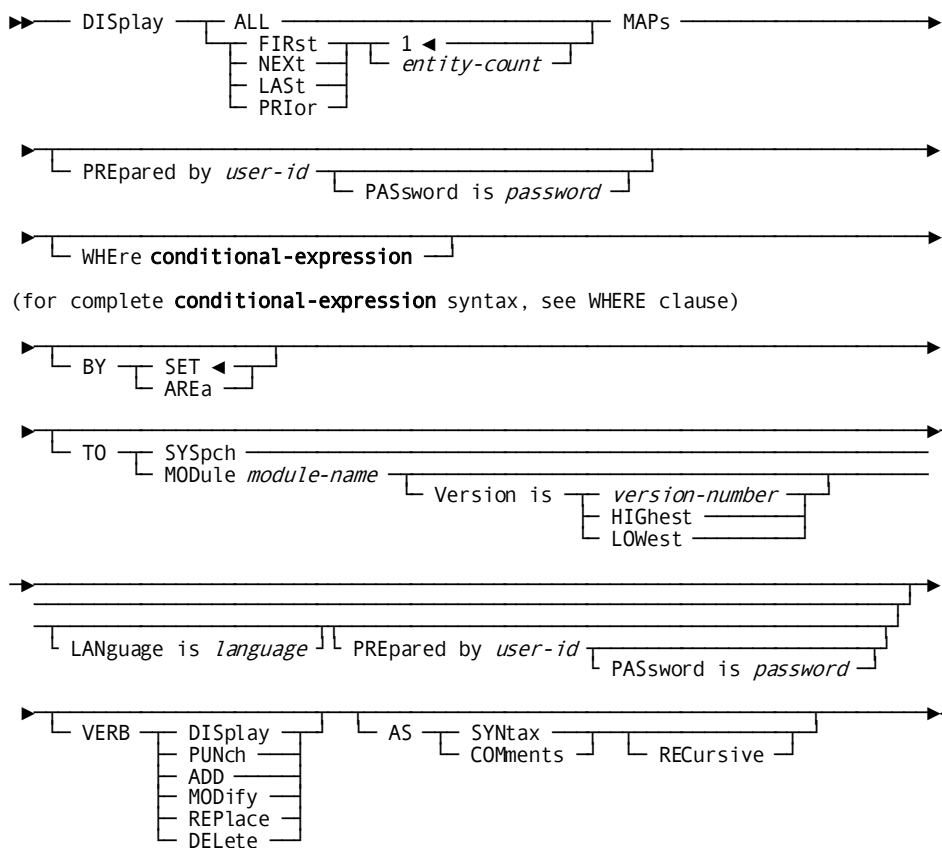 DISplay ALL MAPs
FIRst 1 ◄
NEXt entity-count
LASt
PRIor
PREpared by user-id
PASsword is password
WHEre conditional-expression
(for complete conditional-expression syntax, see WHERE clause)
BY SET ◄
AREa
TO SYSpch
MODule module-name
Version is version-number
HIGhest
LOWest
LANguage is language PREpared by user-id
PASsword is password
VERB DISplay AS SYNtax
PUNch COMments RECursive
ADD
MODify
REPlace
DELete